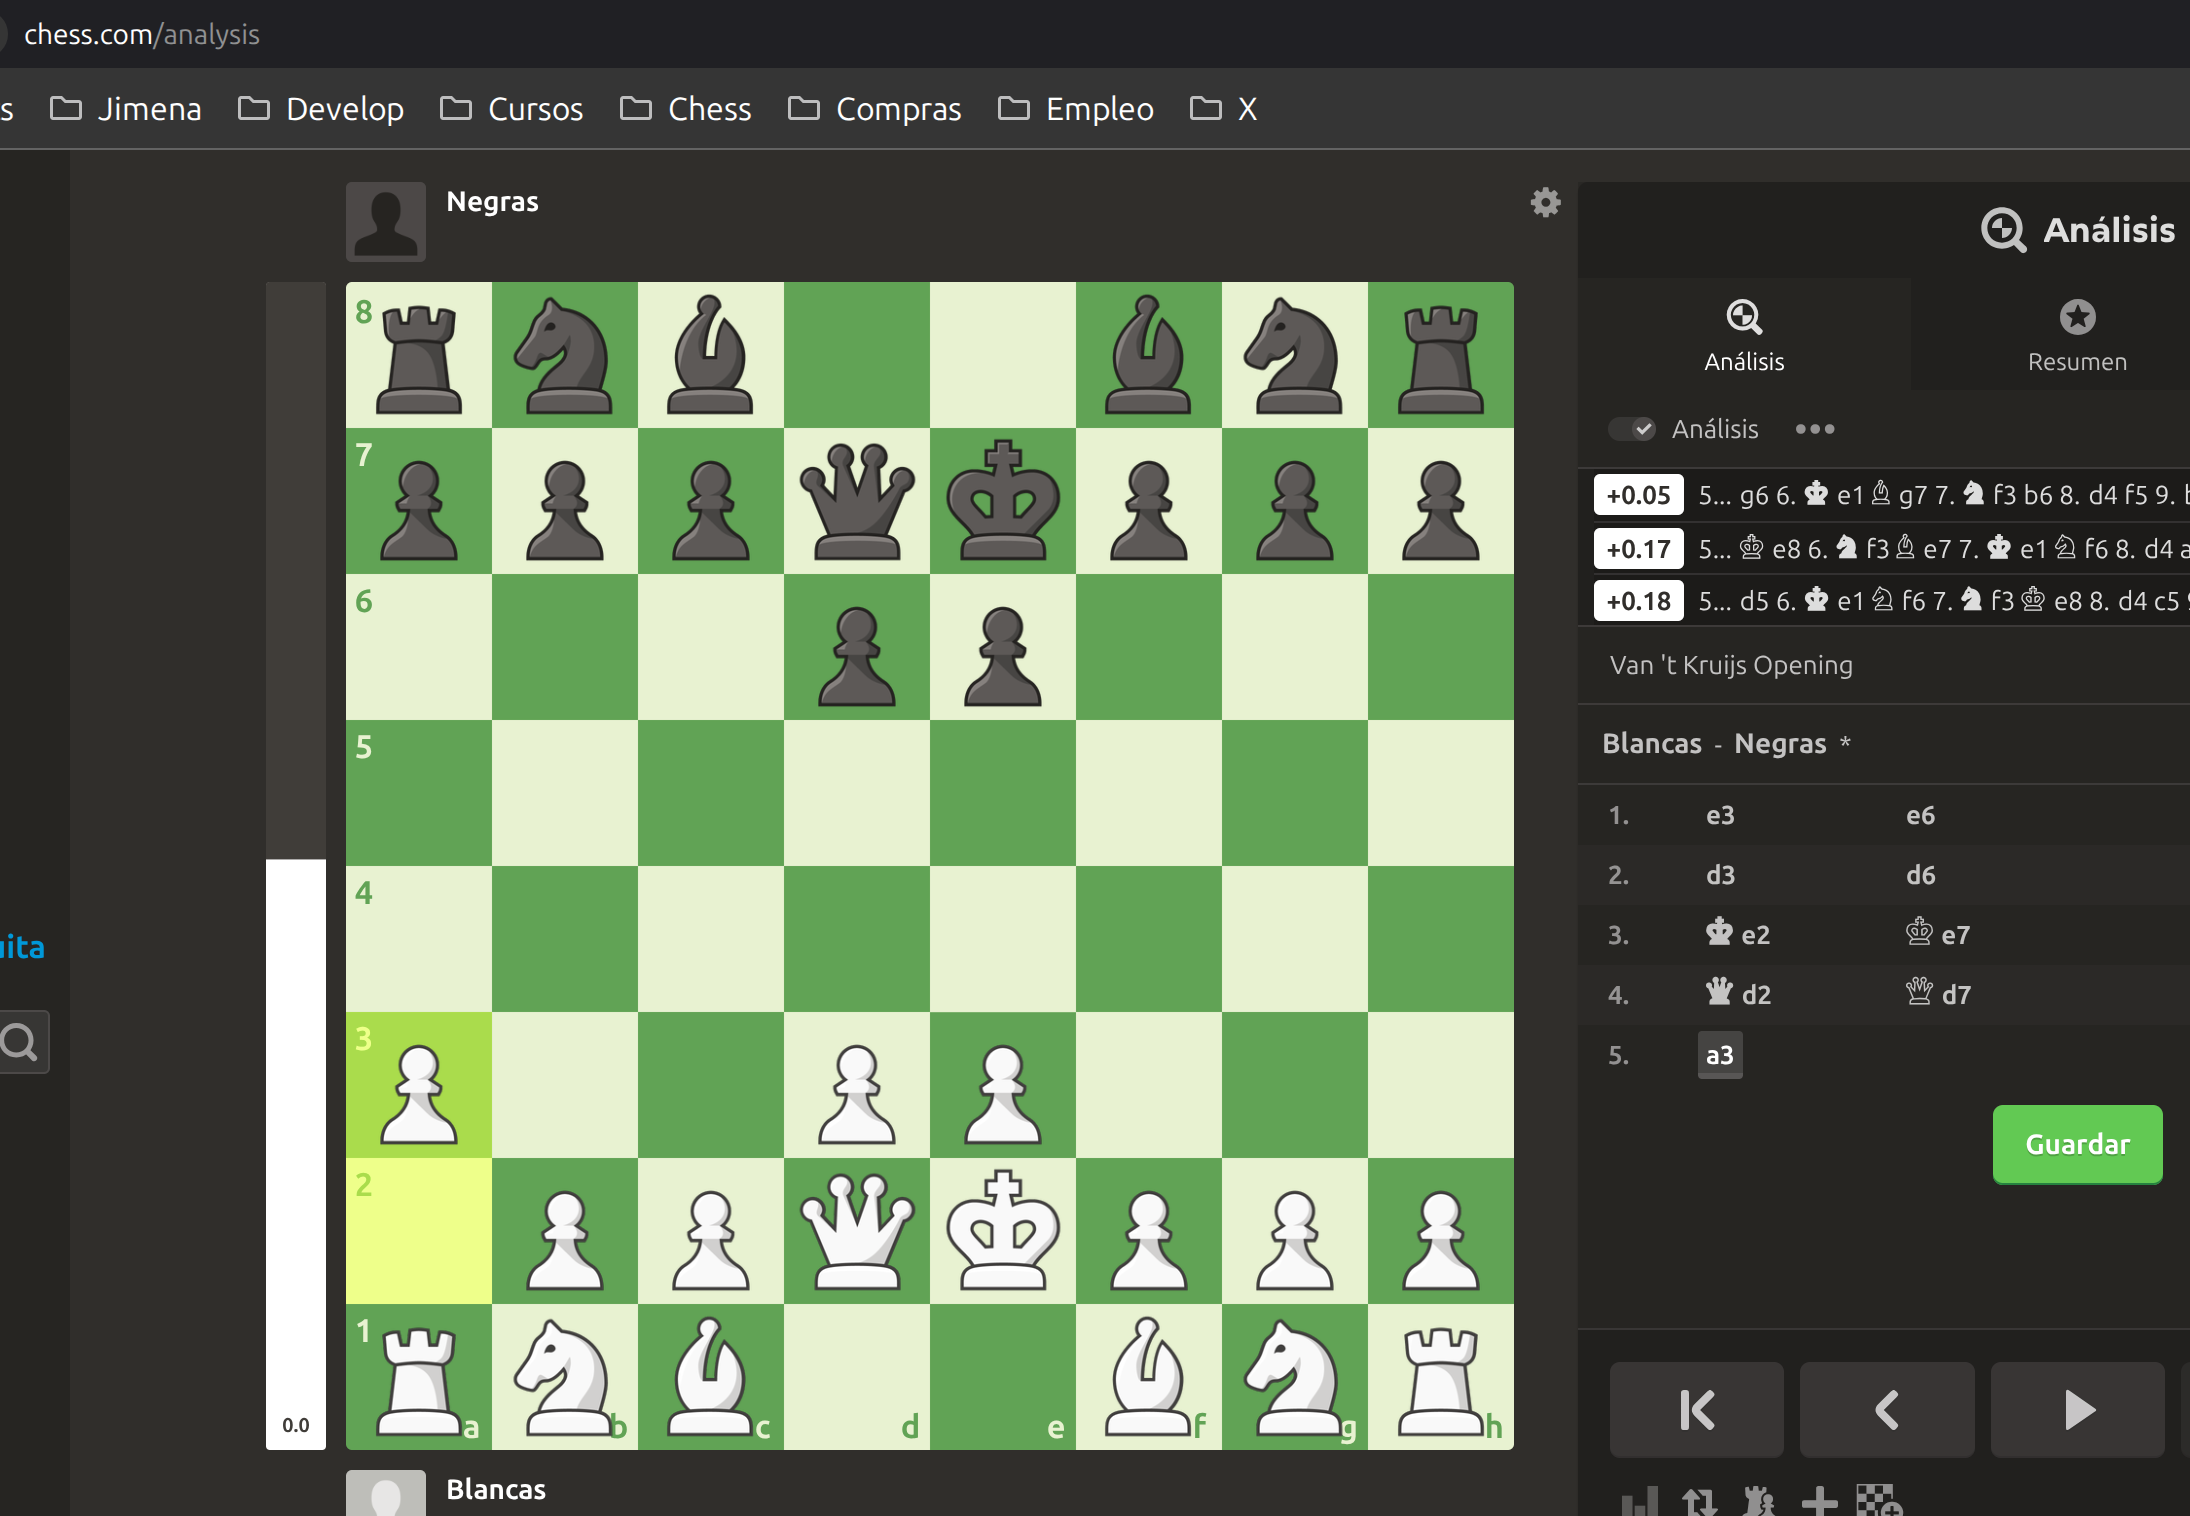 chess.com/analysis
s Jimena Develop Cursos Chess Compras Empleo X
Negras
Análisis
Análisis Resumen
Análisis
+0.05 5... g6 6. ♚ e1 ♗ g7 7. ♞ f3 b6 8. d4 f5 9.
+0.17 5... ♔ e8 6. ♞ f3 ♗ e7 7. ♚ e1 ♘ f6 8. d4 a
+0.18 5... d5 6. ♚ e1 ♘ f6 7. ♞ f3 ♔ e8 8. d4 c5
Van 't Kruijs Opening
Blancas - Negras *
1. e3 e6
2. d3 d6
3. ♚ e2 ♔ e7
4. ♛ d2 ♕ d7
5. a3
Guardar
ita
8
7
6
5
4
3
2
1
a b c d e f g h
0.0
Blancas